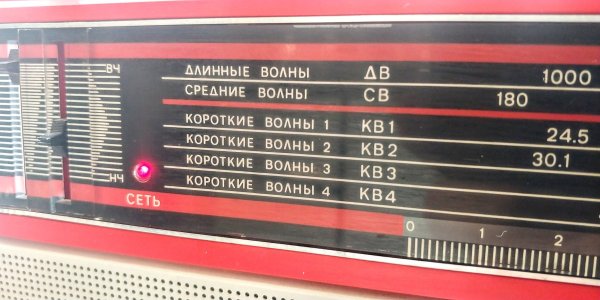 ВЧ
ДЛИННЫЕ ВОЛНЫ ДВ 1000
СРЕДНИЕ ВОЛНЫ СВ 180
КОРОТКИЕ ВОЛНЫ 1 КВ1 24.5
КОРОТКИЕ ВОЛНЫ 2 КВ2 30.1
КОРОТКИЕ ВОЛНЫ 3 КВ3
КОРОТКИЕ ВОЛНЫ 4 КВ4
НЧ
СЕТЬ
0 1 2